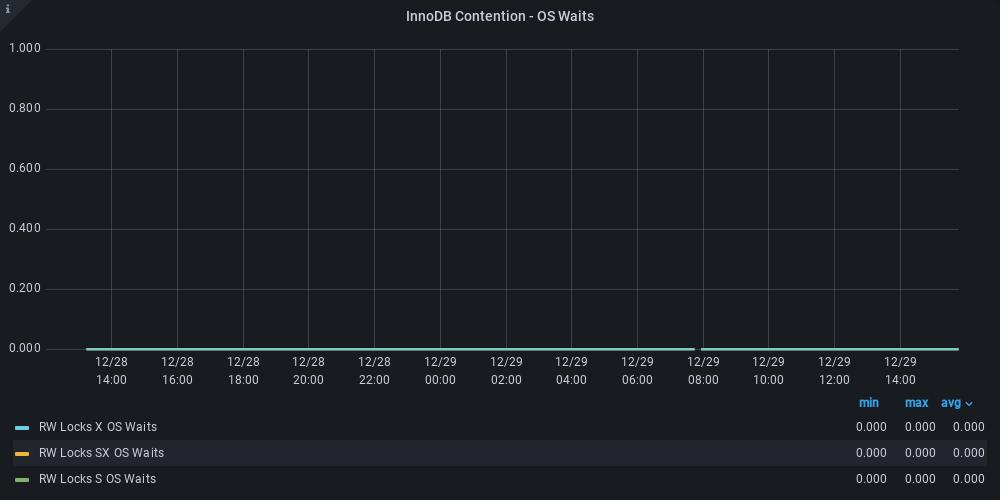 i
InnoDB Contention - OS Waits
1.000
0.800
0.600
0.400
0.200
0.000
12/28 12/28 12/28 12/28 12/28 12/29 12/29 12/29 12/29 12/29 12/29 12/29 12/29
14:00 16:00 18:00 20:00 22:00 00:00 02:00 04:00 06:00 08:00 10:00 12:00 14:00
min max avg
RW Locks X OS Waits 0.000 0.000 0.000
RW Locks SX OS Waits 0.000 0.000 0.000
RW Locks S OS Waits 0.000 0.000 0.000